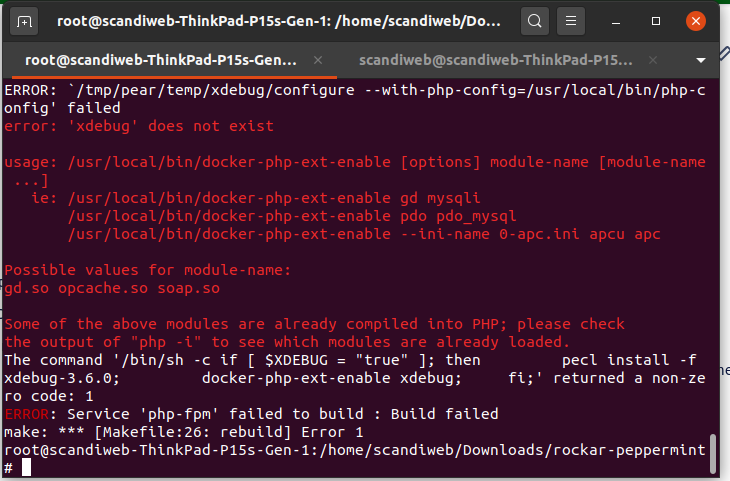 root@scandiweb-ThinkPad-P15s-Gen-1: /home/scandiweb/Do...
root@scandiweb-ThinkPad-P15s-Gen...
scandiweb@scandiweb-ThinkPad-P15...
ERROR: `/tmp/pear/temp/xdebug/configure --with-php-config=/usr/local/bin/php-c
onfig' failed
error: 'xdebug' does not exist
usage: /usr/local/bin/docker-php-ext-enable [options] module-name [module-name
...]
ie: /usr/local/bin/docker-php-ext-enable gd mysqli
/usr/local/bin/docker-php-ext-enable pdo pdo_mysql
/usr/local/bin/docker-php-ext-enable --ini-name 0-apc.ini apcu apc
Possible values for module-name:
gd.so opcache.so soap.so
Some of the above modules are already compiled into PHP; please check
the output of "php -i" to see which modules are already loaded.
The command '/bin/sh -c if [ $XDEBUG = "true" ]; then         pecl install -f
xdebug-3.6.0;         docker-php-ext-enable xdebug;     fi;' returned a non-ze
ro code: 1
ERROR: Service 'php-fpm' failed to build : Build failed
make: *** [Makefile:26: rebuild] Error 1
root@scandiweb-ThinkPad-P15s-Gen-1:/home/scandiweb/Downloads/rockar-peppermint
#